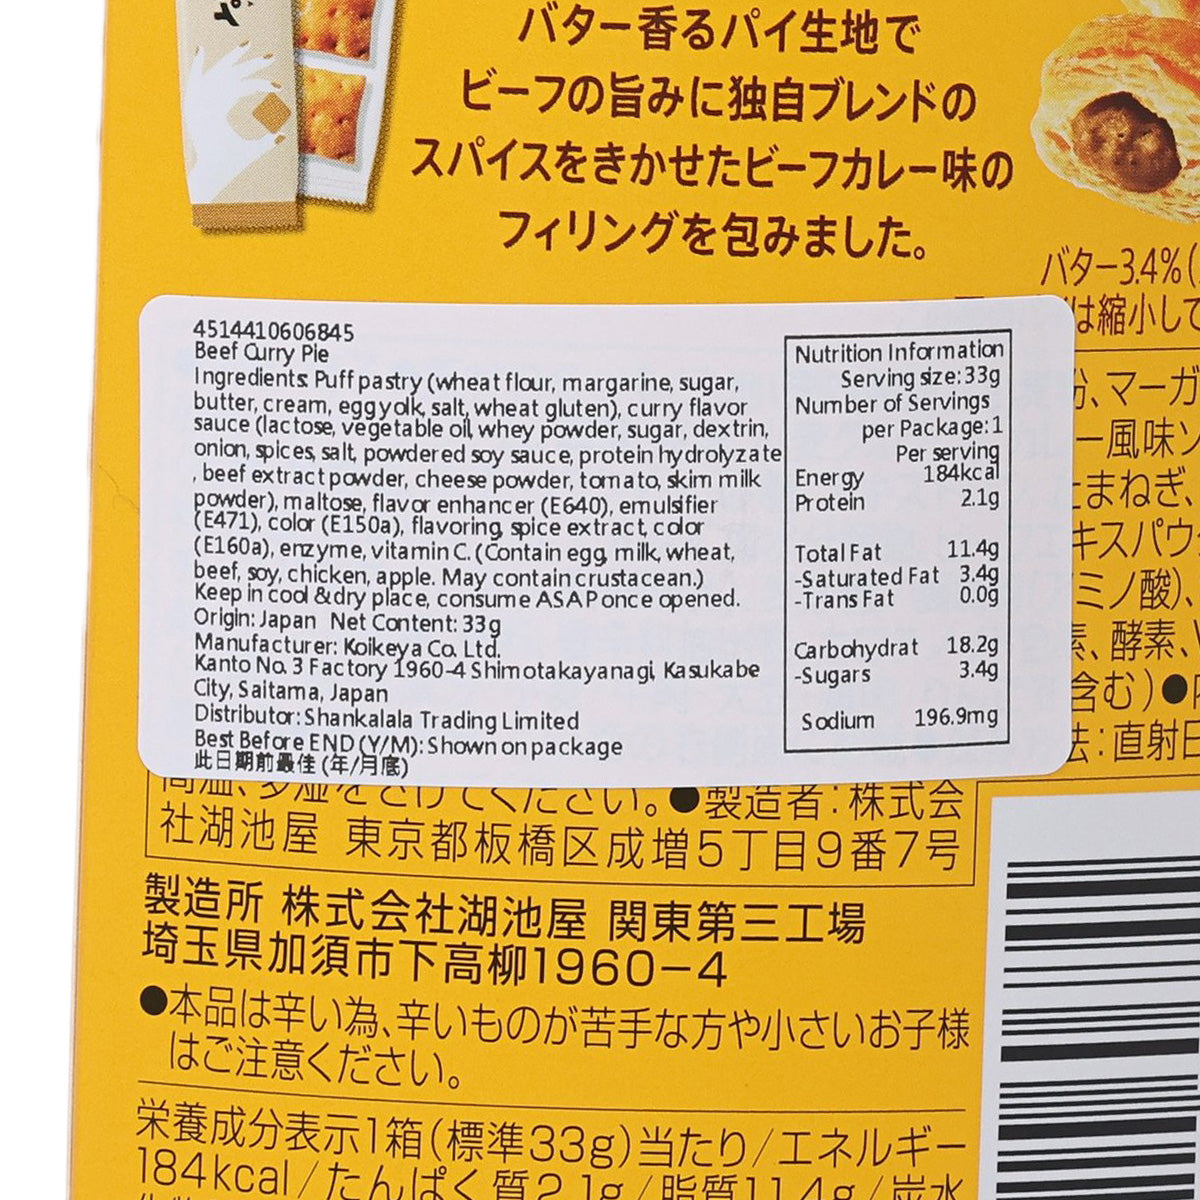 バター香るパイ生地で
ビーフの旨みに独自ブレンドの
スパイスをきかせたビーフカレー味の
フィリングを包みました。
バター3.4%(
は縮小して
4514410606845
Beef Curry Pie
Ingredients: Puff pastry (wheat flour, margarine, sugar,
butter, cream, egg yolk, salt, wheat gluten), curry flavor
sauce (lactose, vegetable oil, whey powder, sugar, dextrin,
onion, spices, salt, powdered soy sauce, protein hydrolyzate
, beef extract powder, cheese powder, tomato, skim milk
powder), maltose, flavor enhancer (E640), emulsifier
(E471), color (E150a), flavoring, spice extract, color
(E160a), enzyme, vitamin C. (Contain egg, milk, wheat,
beef, soy, chicken, apple. May contain crustacean.)
Keep in cool & dry place, consume ASAP once opened.
Origin: Japan Net Content: 33g
Manufacturer: Koikeya Co. Ltd.
Kanto No. 3 Factory 1960-4 Shimotakayanagi, Kasukabe
City, Saitama, Japan
Distributor: Shankalala Trading Limited
Best Before END (Y/M): Shown on package
此日期前最佳 (年/月底)
Nutrition Information
Serving size: 33g
Number of Servings
per Package: 1
Per serving
Energy 184kcal
Protein 2.1g
Total Fat 11.4g
-Saturated Fat 3.4g
-Trans Fat 0.0g
Carbohydrat 18.2g
-Sugars 3.4g
Sodium 196.9mg
、マーガ
ー風味ソ
まねぎ、
キスパウ
ミノ酸)、
素、酵素、V
含む)●
法:直射日
高温、多湿をさけてください。●製造者:株式会
社湖池屋 東京都板橋区成増5丁目9番7号
製造所 株式会社湖池屋 関東第三工場
埼玉県加須市下高柳1960-4
●本品は辛い為、辛いものが苦手な方や小さいお子様
はご注意ください。
栄養成分表示1箱(標準33g)当たり/エネルギー
184kcal/たんぱく質2.1g/脂質11.4g/炭水